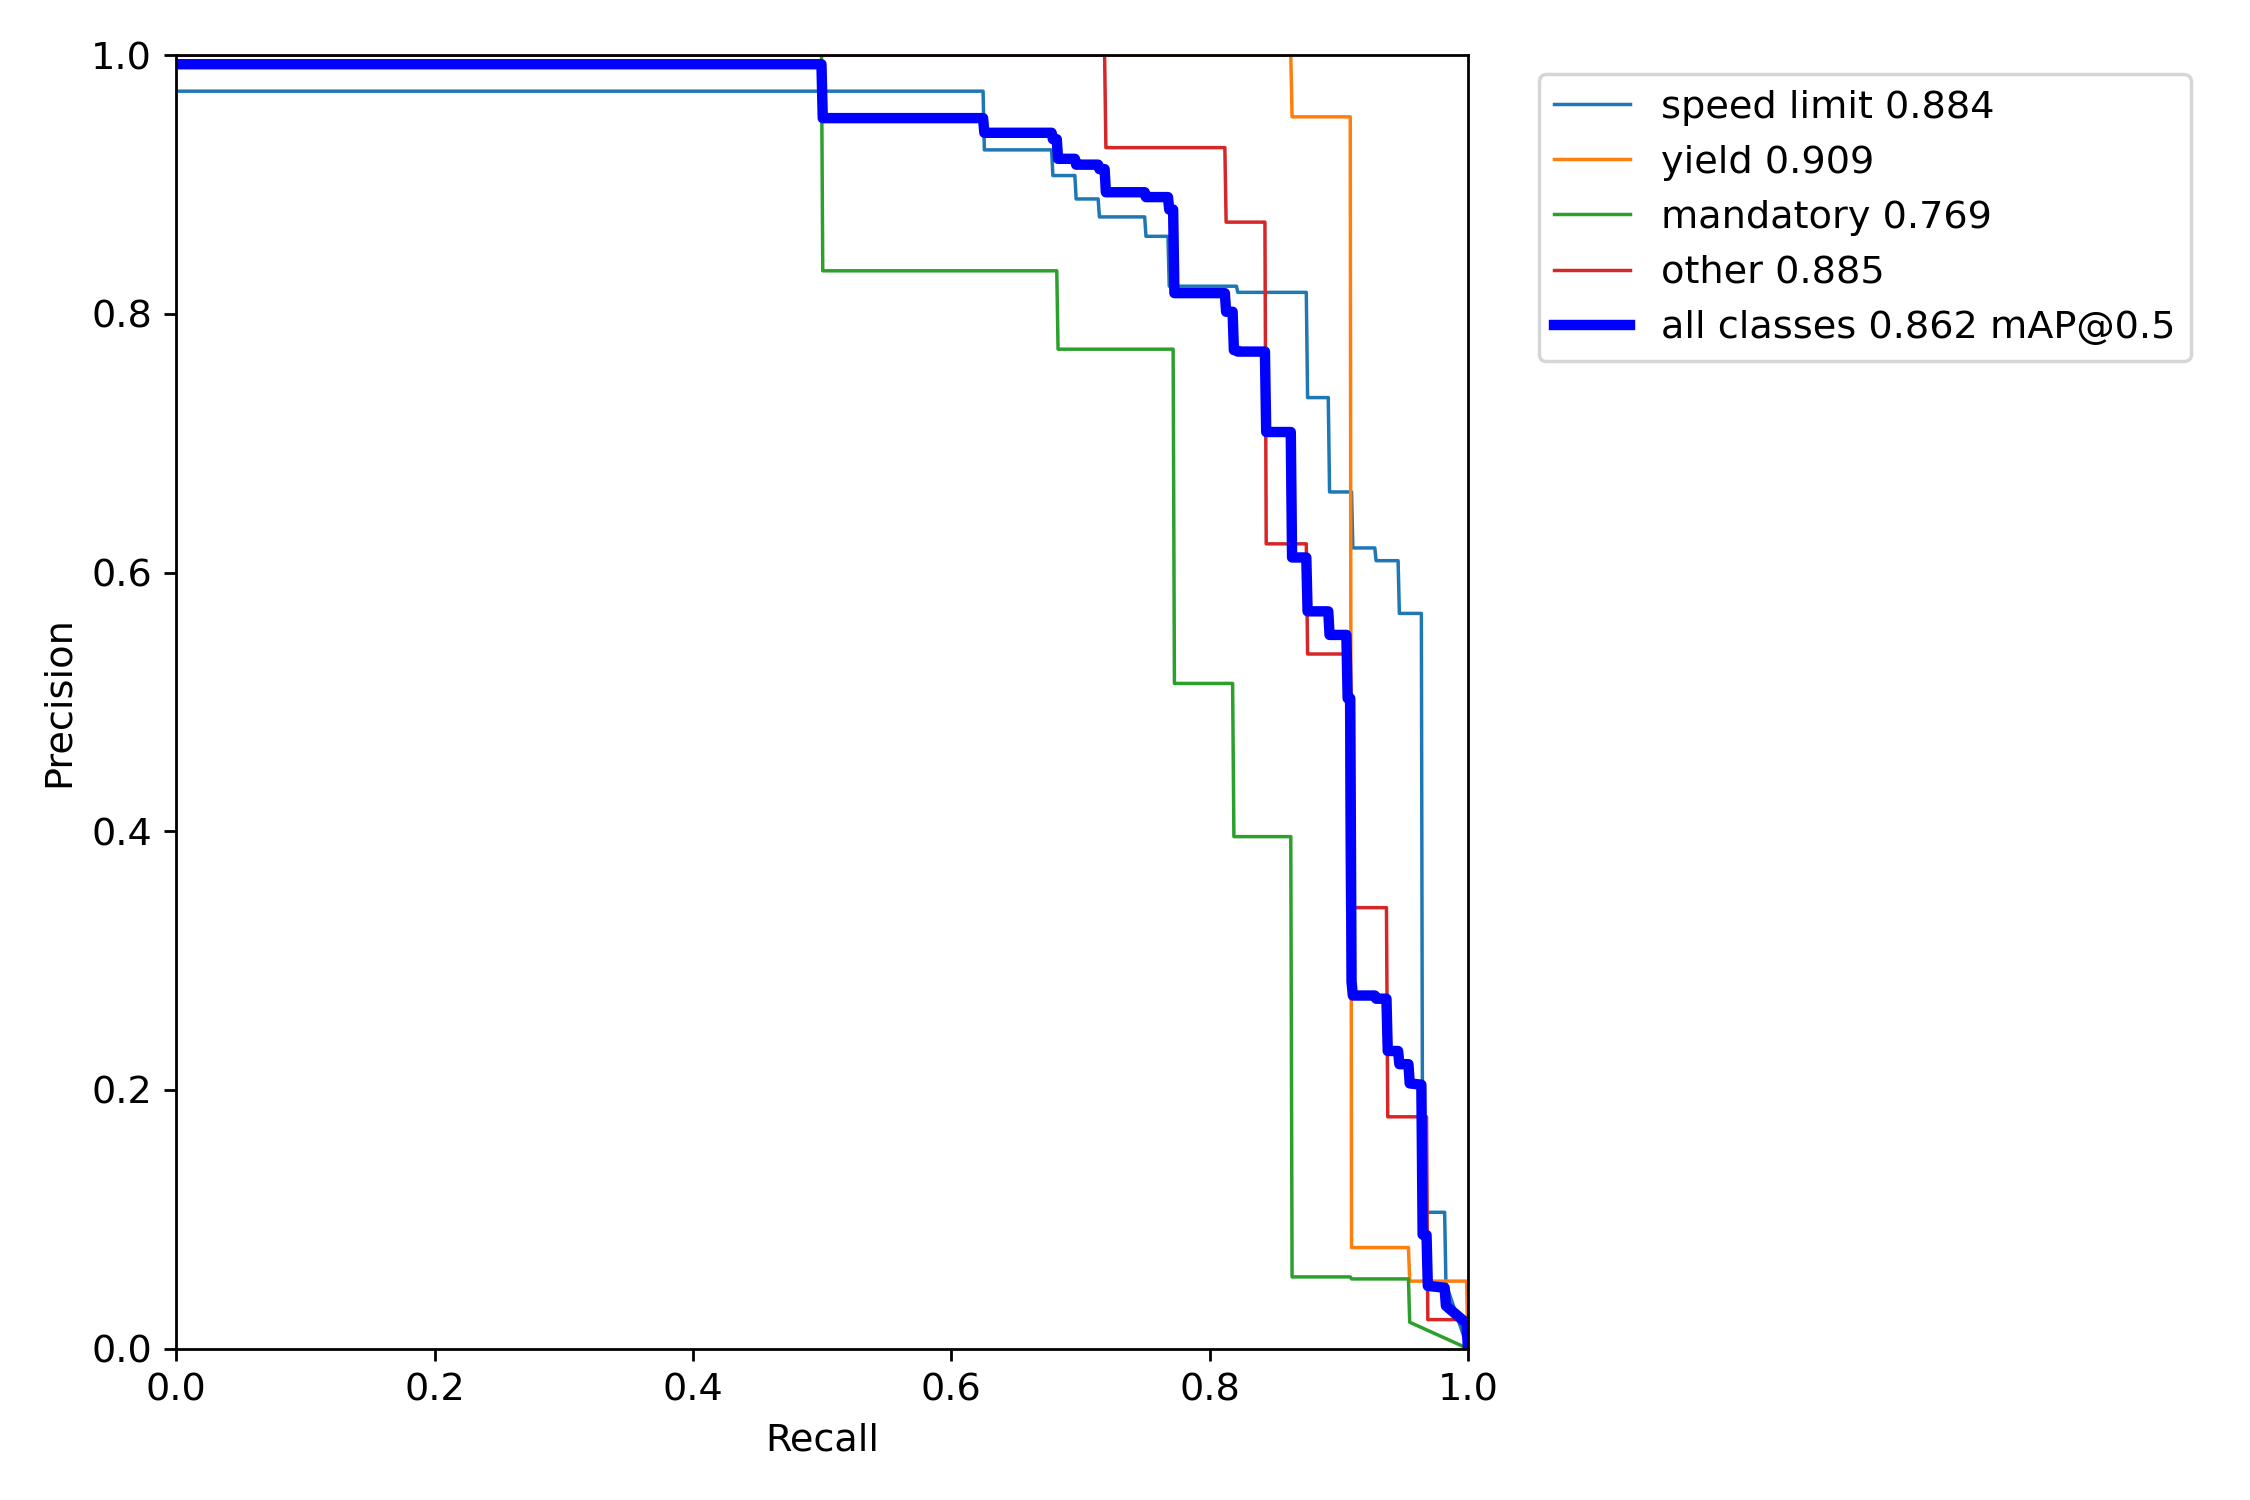 1.0
0.8
0.6
0.4
0.2
0.0
0.0 0.2 0.4 0.6 0.8 1.0
Precision
Recall
speed limit 0.884
yield 0.909
mandatory 0.769
other 0.885
all classes 0.862 mAP@0.5